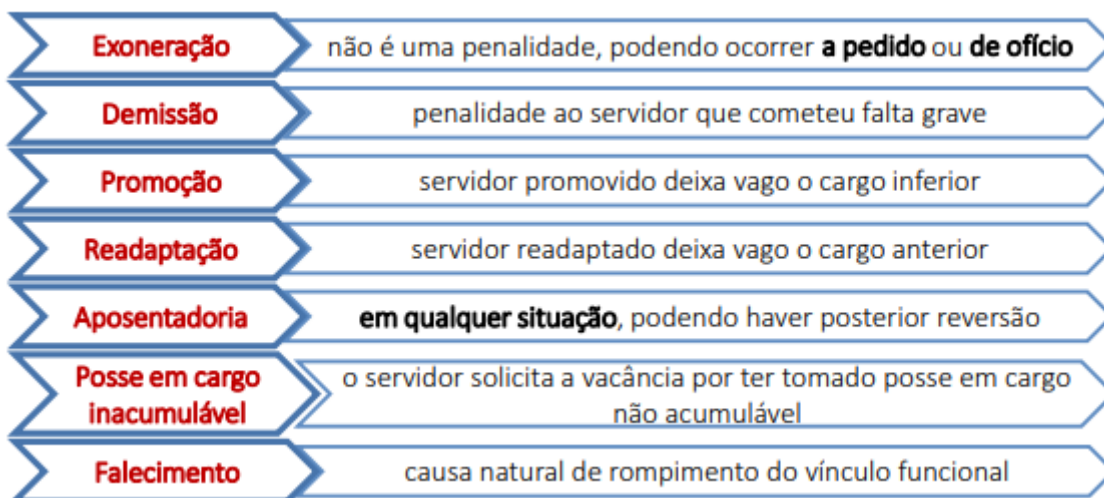 Exoneração
não é uma penalidade, podendo ocorrer a pedido ou de ofício
Demissão
penalidade ao servidor que cometeu falta grave
Promoção
servidor promovido deixa vago o cargo inferior
Readaptação
servidor readaptado deixa vago o cargo anterior
Aposentadoria
em qualquer situação, podendo haver posterior reversão
Posse em cargo
inacumulável
o servidor solicita a vacância por ter tomado posse em cargo
não acumulável
Falecimento
causa natural de rompimento do vínculo funcional